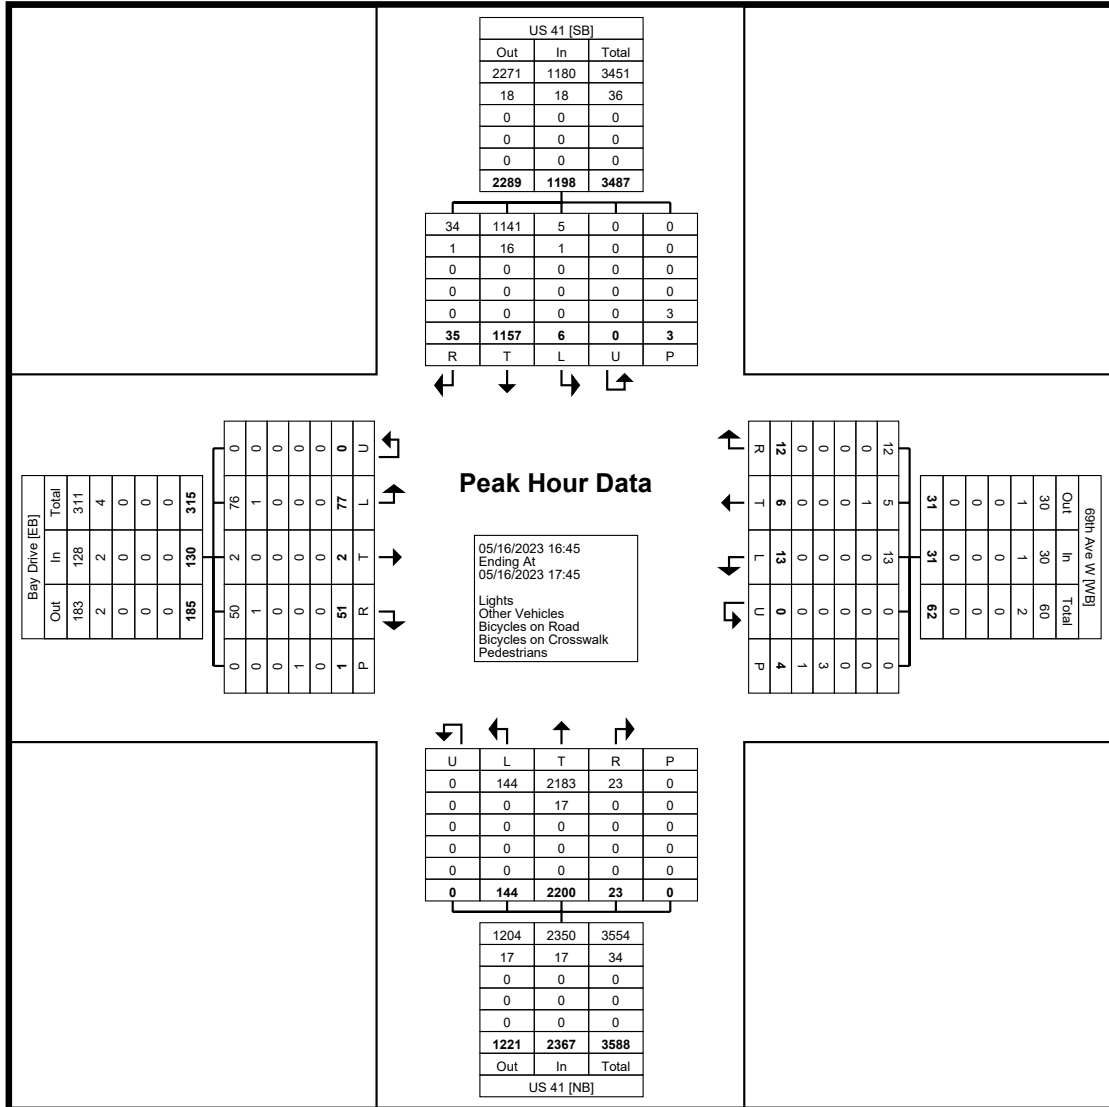 US 41 [SB]
Out In Total
2271 1180 3451
18 18 36
0 0 0
0 0 0
0 0 0
2289 1198 3487
34 1141 5 0 0
1 16 1 0 0
0 0 0 0 0
0 0 0 0 0
0 0 0 0 3
35 1157 6 0 3
R T L U P
Bay Drive [EB]
Total In Out
311 128 183
4 2 2
0 0 0
0 0 0
0 0 0
315 130 185
0 76 2 50 0
0 1 0 1 0
0 0 0 0 0
0 0 0 0 1
0 0 0 0 0
0 77 2 51 1
U L T R P
Peak Hour Data
05/16/2023 16:45
Ending At
05/16/2023 17:45
Lights
Other Vehicles
Bicycles on Road
Bicycles on Crosswalk
Pedestrians
69th Ave W [WB]
Out In Total
30 30 60
1 1 2
0 0 0
0 0 0
0 0 0
31 31 62
12 5 13 0 0
0 1 0 0 0
0 0 0 0 0
0 0 0 0 3
0 0 0 0 1
12 6 13 0 4
R T L U P
U L T R P
0 144 2183 23 0
0 0 17 0 0
0 0 0 0 0
0 0 0 0 0
0 0 0 0 0
0 144 2200 23 0
1204 2350 3554
17 17 34
0 0 0
0 0 0
0 0 0
1221 2367 3588
Out In Total
US 41 [NB]